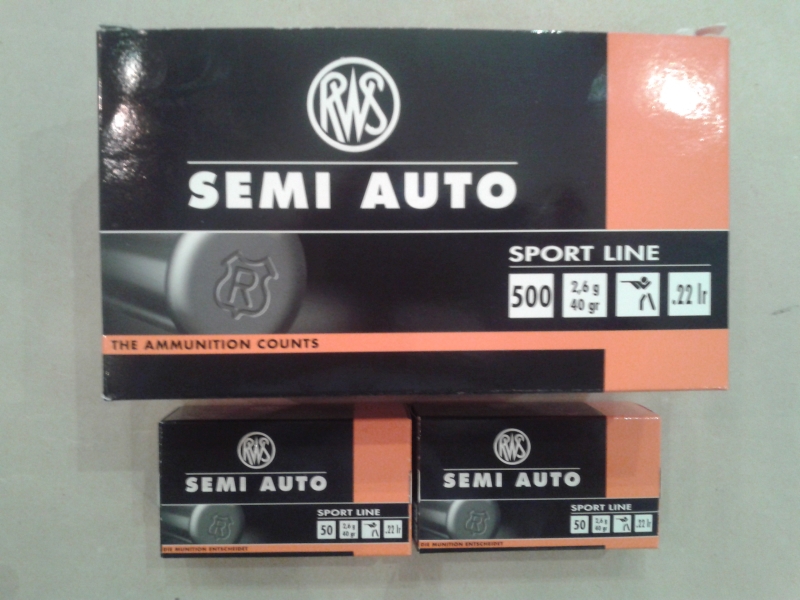 RWS
SEMI AUTO
SPORT LINE
500
2,6 g
40 gr
.22 lr
R
THE AMMUNITION COUNTS
RWS
SEMI AUTO
SPORT LINE
50
2,6 g
40 gr
.22 lr
R
DIE MUNITION ENTSCHEIDET
RWS
SEMI AUTO
SPORT LINE
50
2,6 g
40 gr
.22 lr
R
DIE MUNITION ENTSCHEIDET